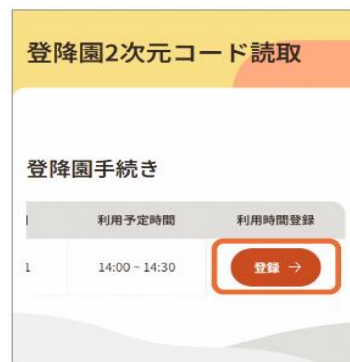 登降園2次元コード読取
登降園手続き
利用予定時間 利用時間登録
1 14:00 ~ 14:30 登録 →